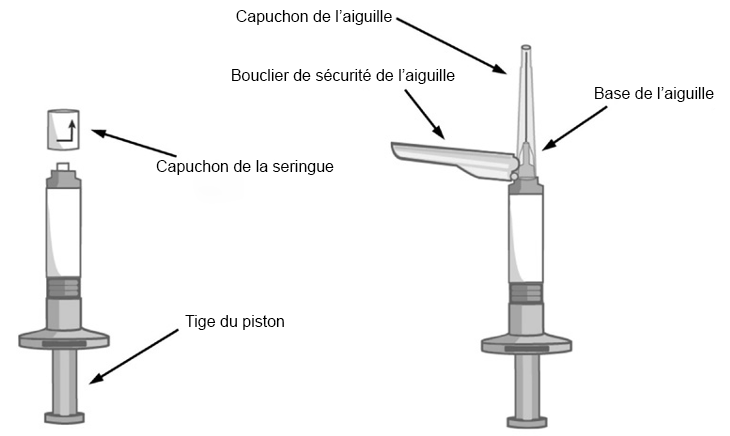 Capuchon de l’aiguille
Bouclier de sécurité de l’aiguille
Base de l’aiguille
Capuchon de la seringue
Tige du piston